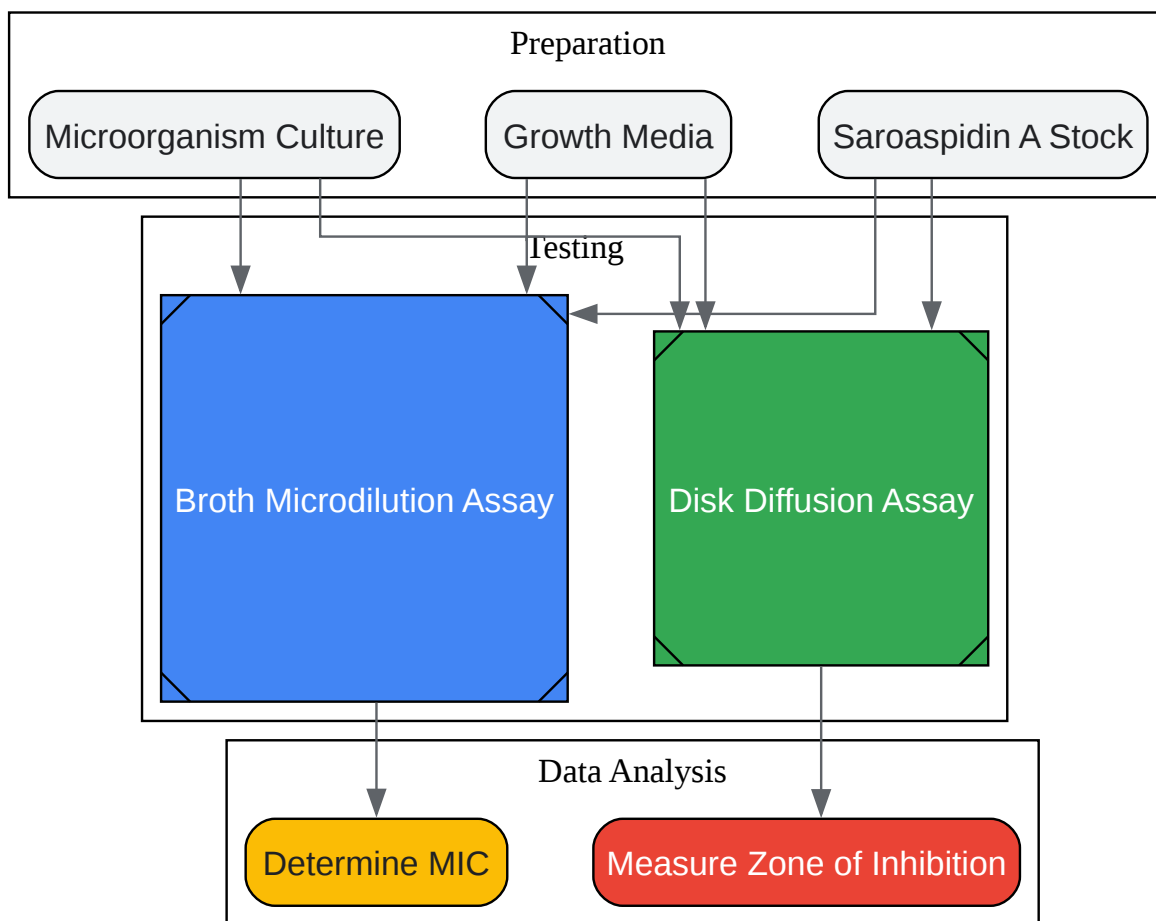 Preparation
Microorganism Culture
Growth Media
Saroaspidin A Stock
Testing
Broth Microdilution Assay
Disk Diffusion Assay
Data Analysis
Determine MIC
Measure Zone of Inhibition